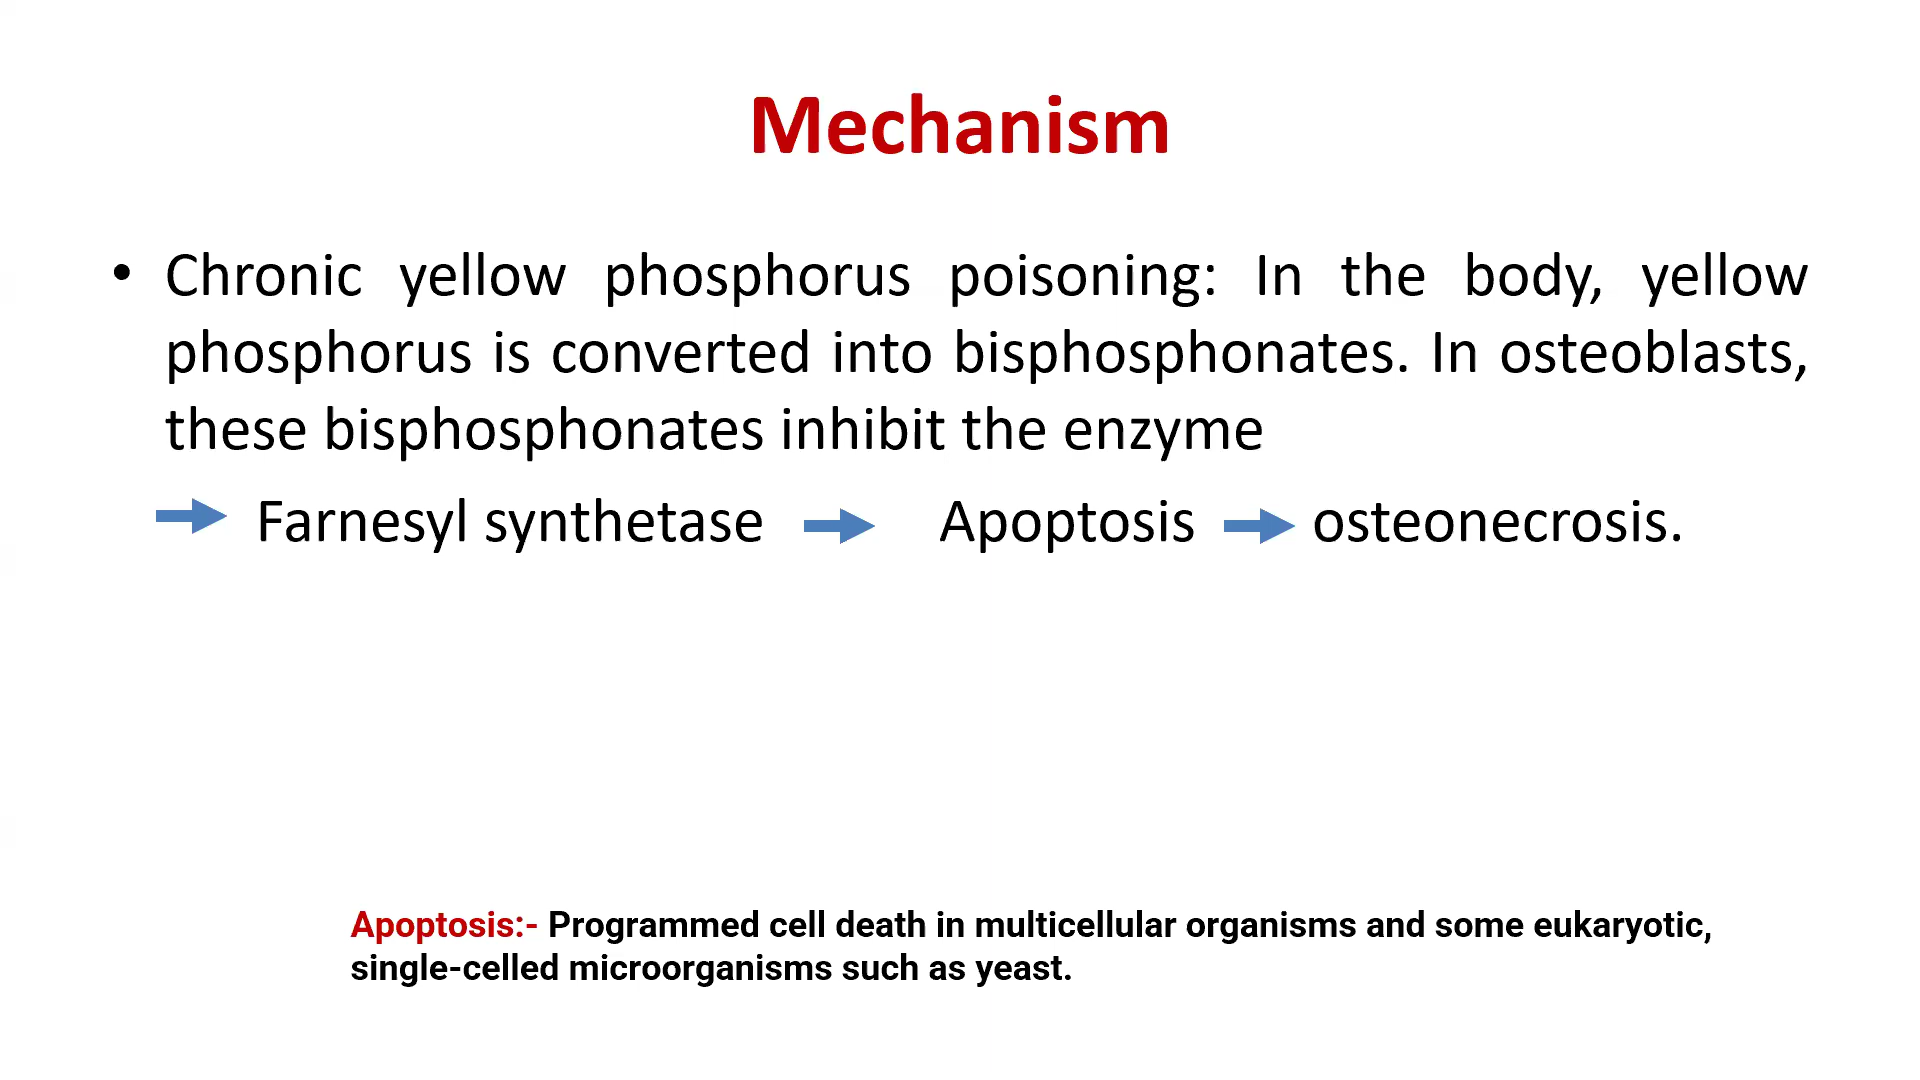 Mechanism
• Chronic yellow phosphorus poisoning: In the body, yellow
phosphorus is converted into bisphosphonates. In osteoblasts,
these bisphosphonates inhibit the enzyme
Farnesyl synthetase Apoptosis osteonecrosis.
Apoptosis:- Programmed cell death in multicellular organisms and some eukaryotic,
single-celled microorganisms such as yeast.